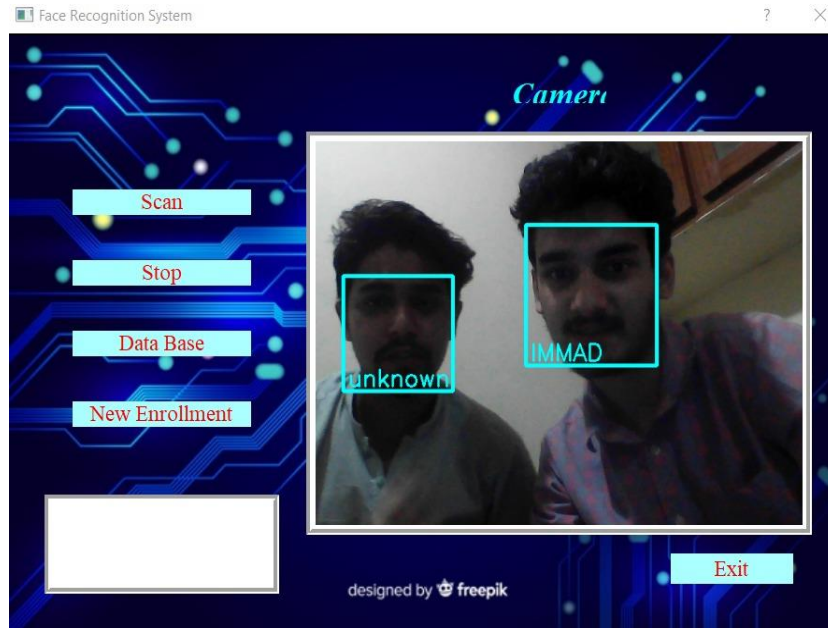 Face Recognition System
?
Camer
Scan
Stop
Data Base
New Enrollment
unknown
IMMAD
Exit
designed by freepik